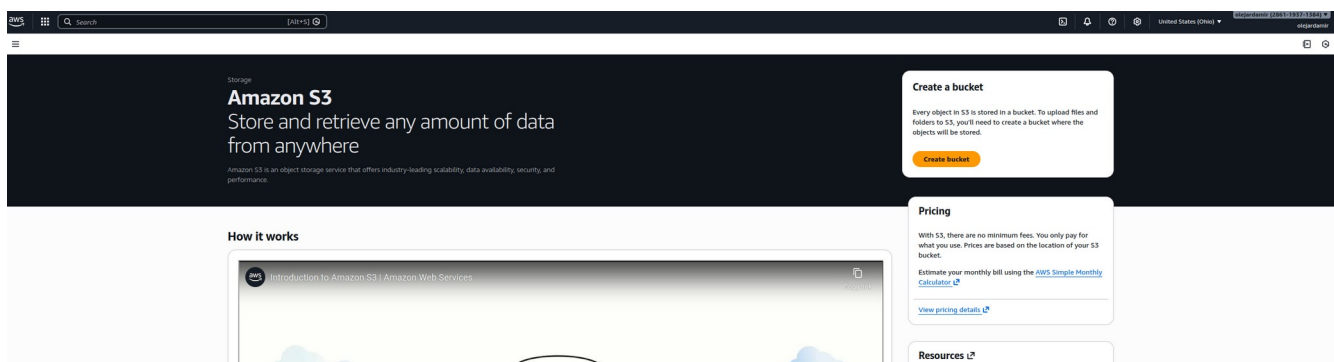 aws
Search
[Alt+S]
United States (Ohio)
olejardamir (2861-1937-1384)
olejardamir
Storage
Amazon S3
Store and retrieve any amount of data
from anywhere
Amazon S3 is an object storage service that offers industry-leading scalability, data availability, security, and
performance.
Create a bucket
Every object in S3 is stored in a bucket. To upload files and
folders to S3, you'll need to create a bucket where the
objects will be stored.
Create bucket
How it works
aws
Introduction to Amazon S3 | Amazon Web Services
Pricing
With S3, there are no minimum fees. You only pay for
what you use. Prices are based on the location of your S3
bucket.
Estimate your monthly bill using the AWS Simple Monthly
Calculator
View pricing details
Resources